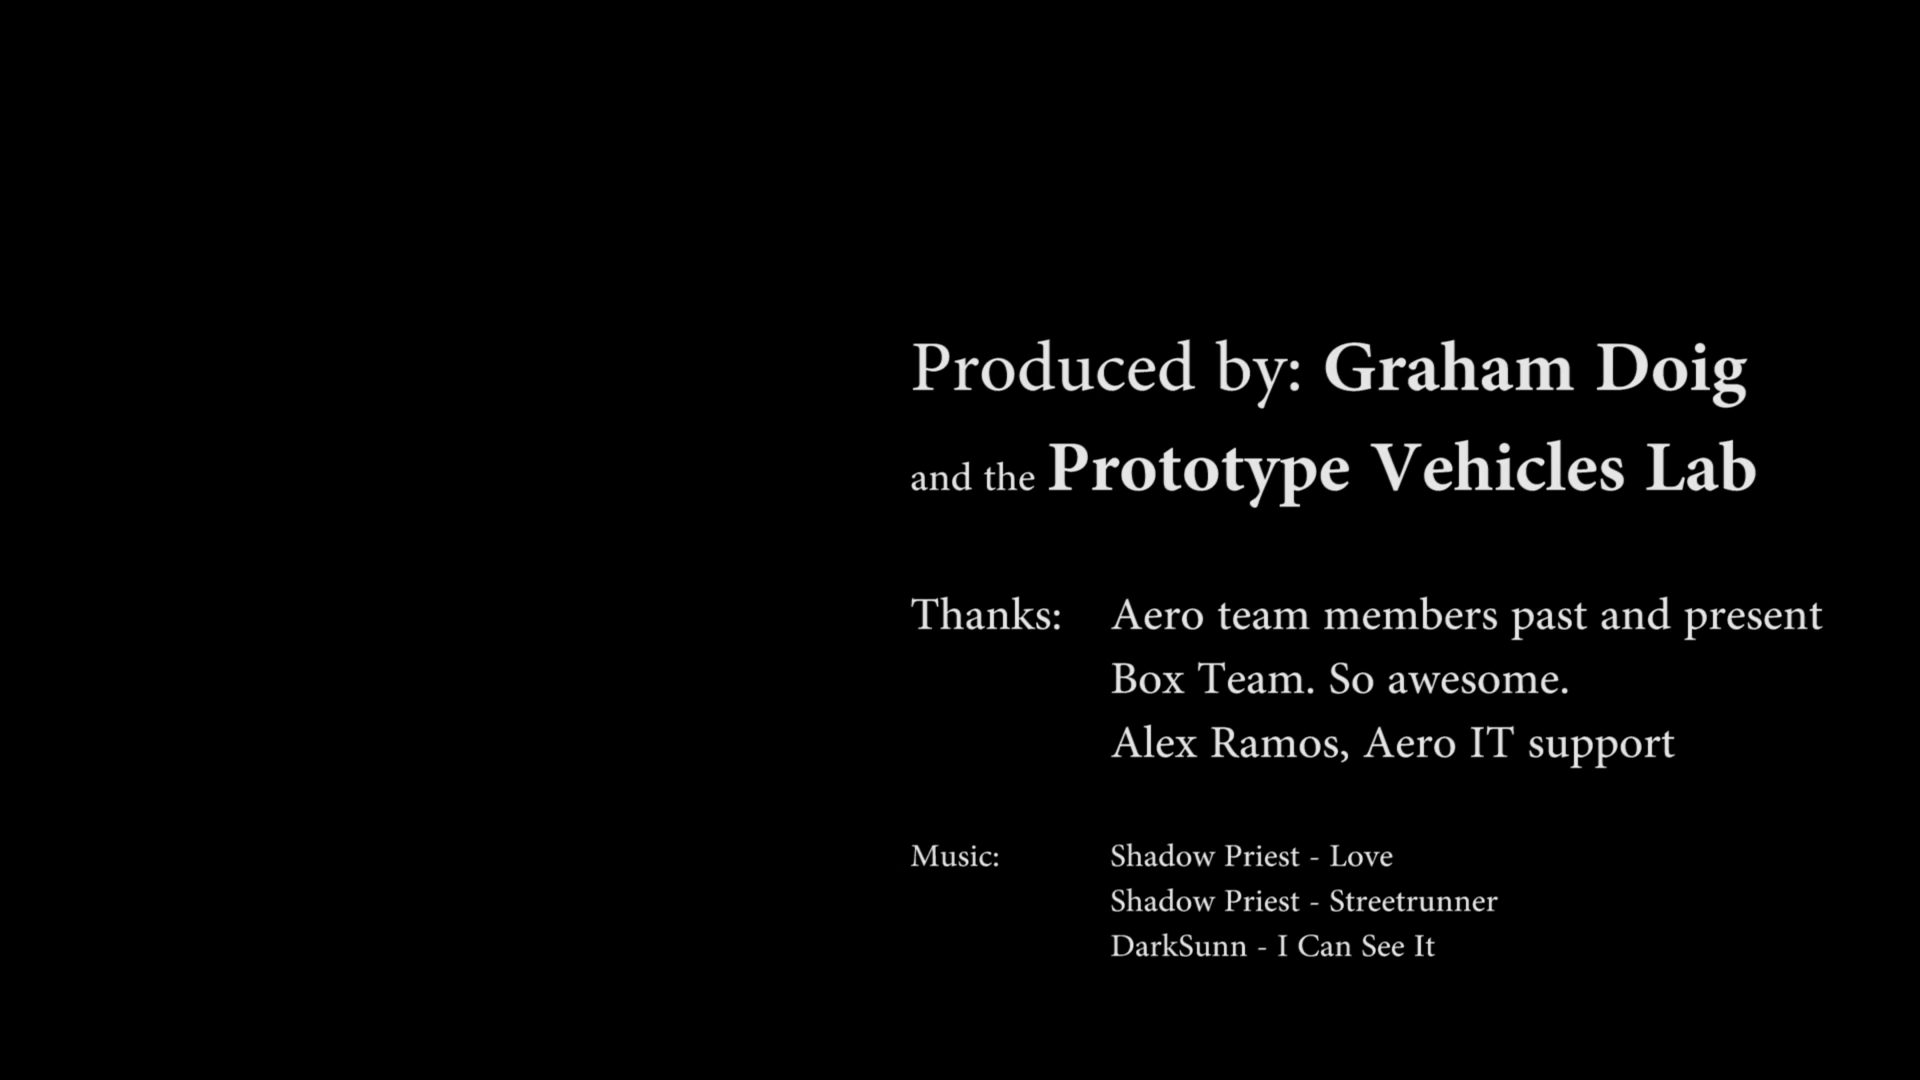 Produced by: Graham Doig
and the Prototype Vehicles Lab
Thanks: Aero team members past and present
Box Team. So awesome.
Alex Ramos, Aero IT support
Music: Shadow Priest - Love
Shadow Priest - Streetrunner
DarkSunn - I Can See It